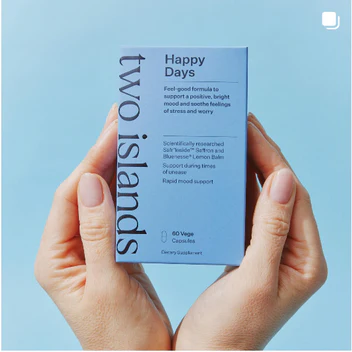 two islands
Happy
Days
Feel-good formula to
support a positive, bright
mood and soothe feelings
of stress and worry
Scientifically researched
Saffron and
Lemon Balm
Support during times
of unease
Rapid mood support
60 Vege
Capsules
Dietary Supplement